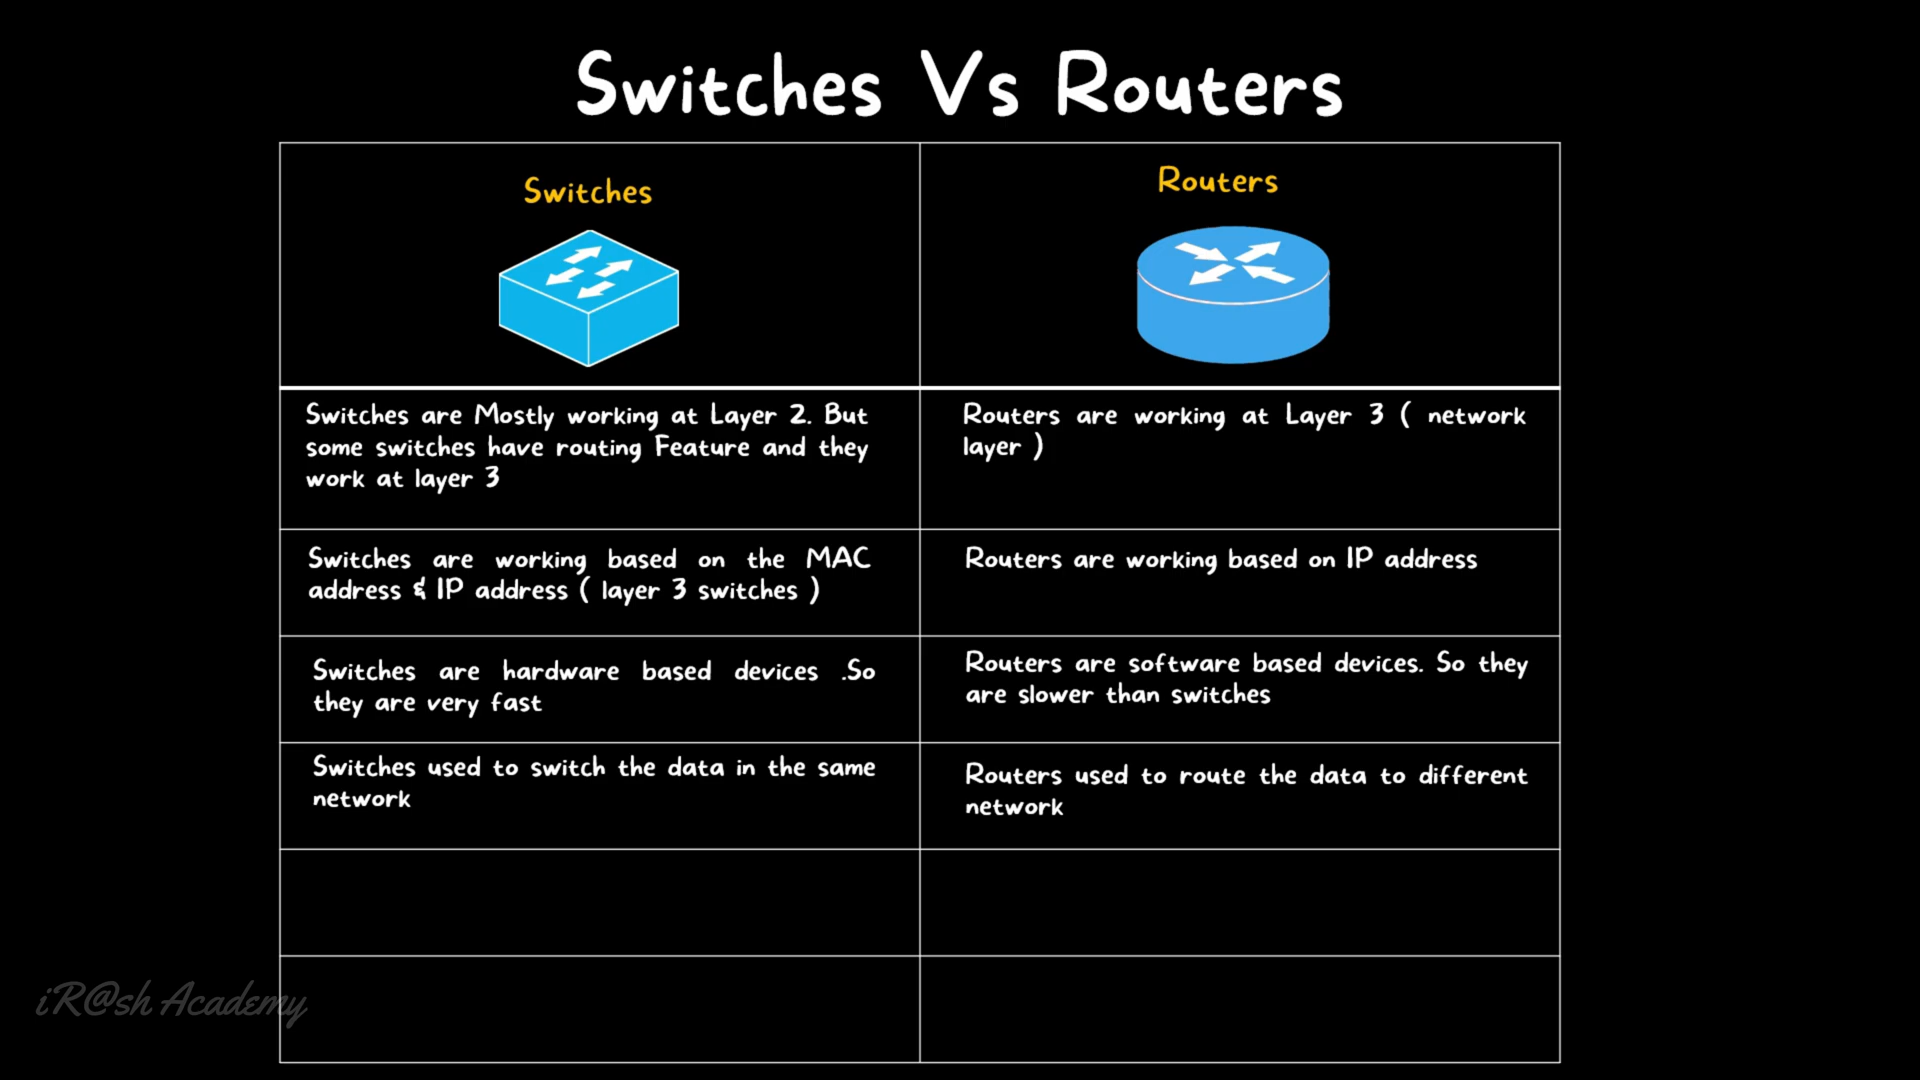 Switches Vs Routers
Switches
Routers
Switches are Mostly working at Layer 2. But
some switches have routing Feature and they
work at layer 3
Routers are working at Layer 3 ( network
layer )
Switches are working based on the MAC
address & IP address ( layer 3 switches )
Routers are working based on IP address
Switches are hardware based devices .So
they are very fast
Routers are software based devices. So they
are slower than switches
Switches used to switch the data in the same
network
Routers used to route the data to different
network
iR@sh Academy